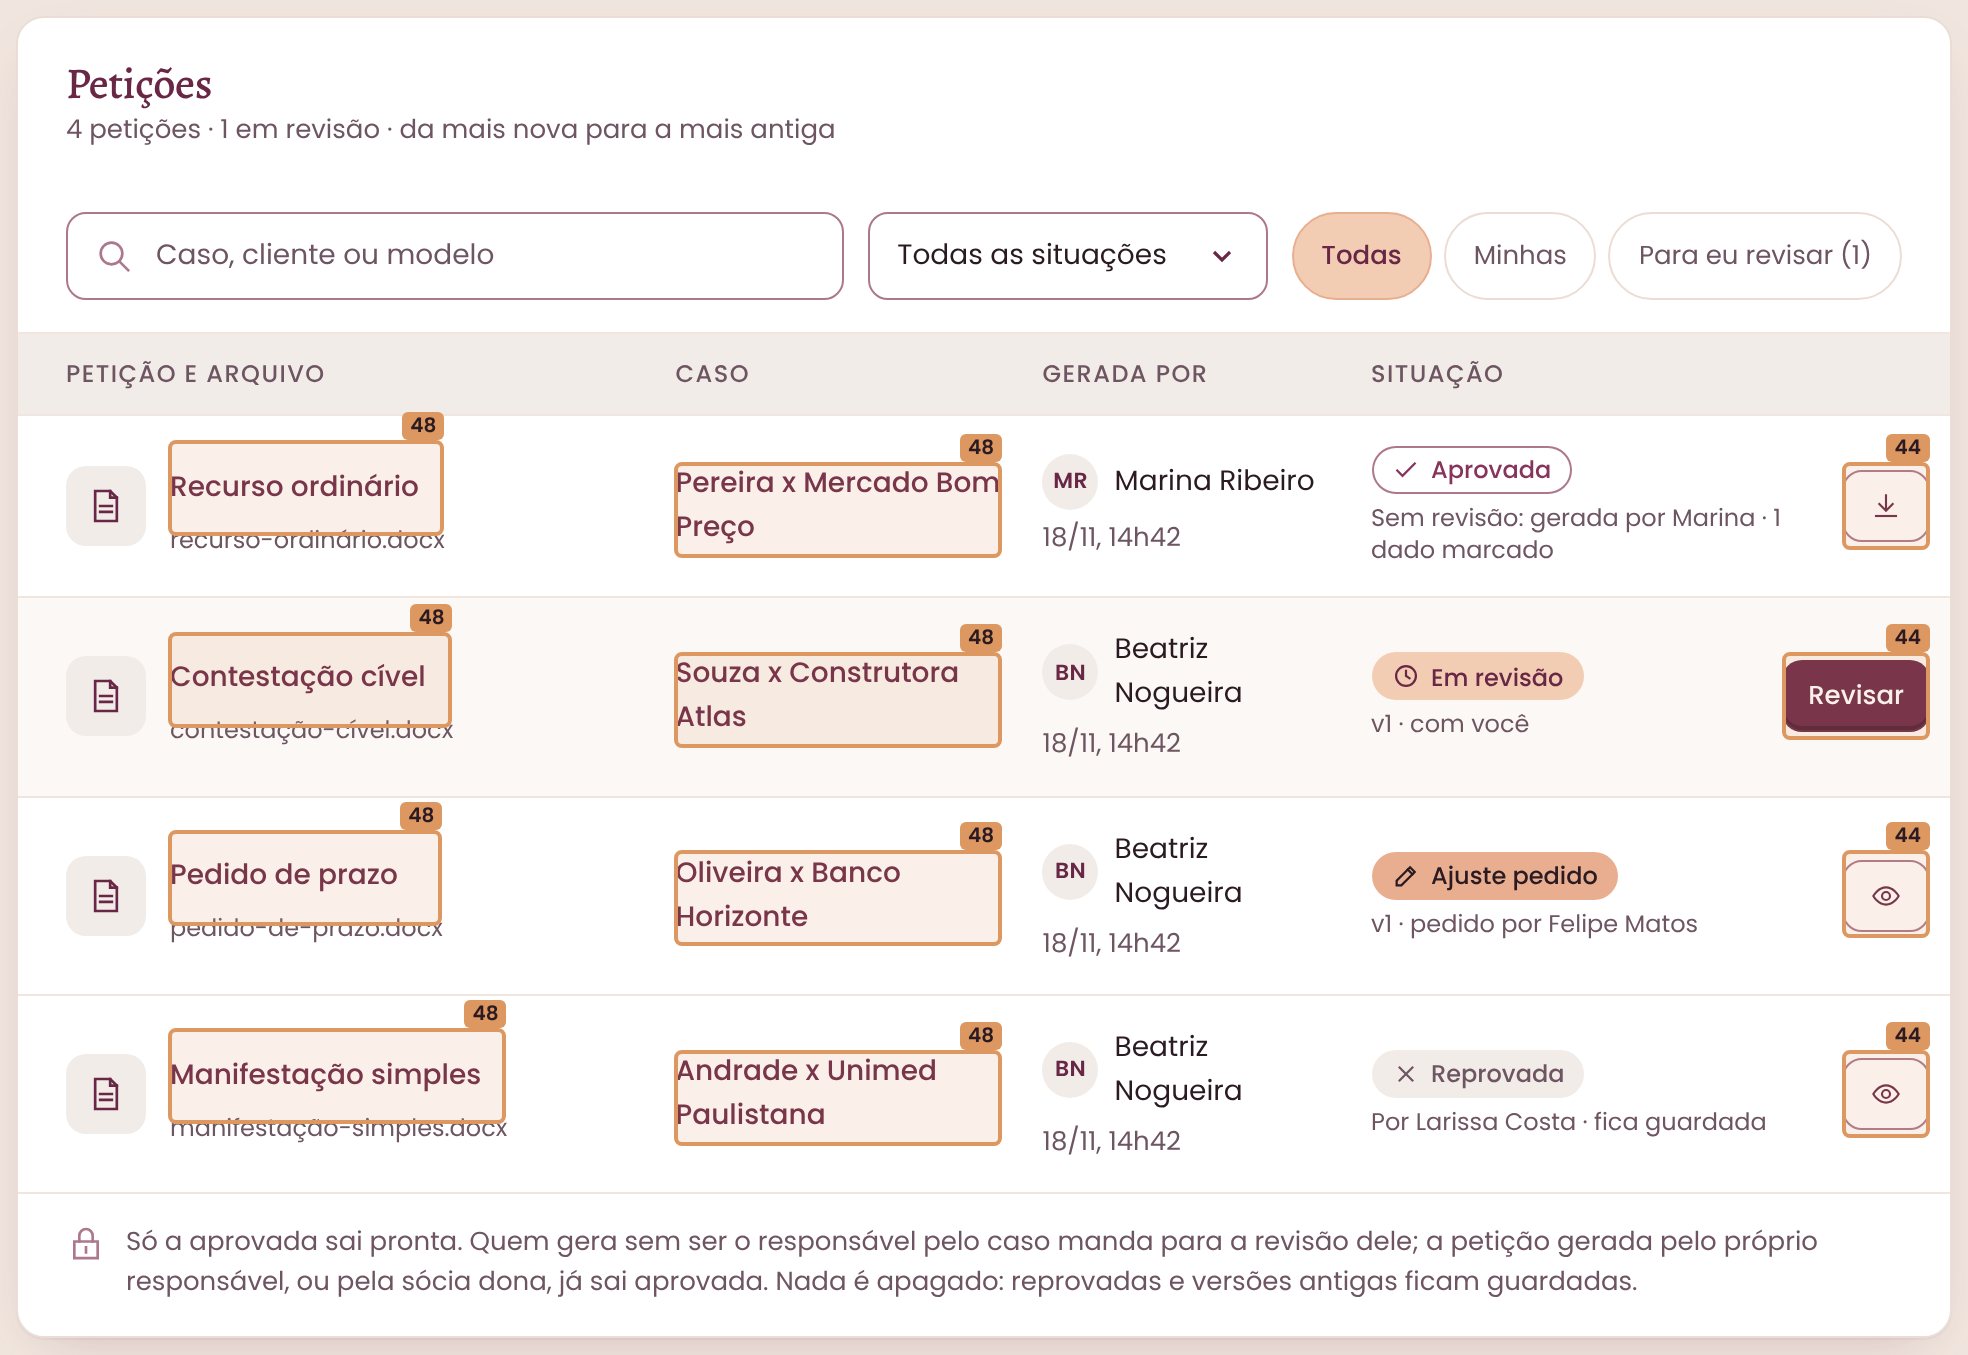 Petições
4 petições · 1 em revisão · da mais nova para a mais antiga
Caso, cliente ou modelo
Todas as situações
Todas
Minhas
Para eu revisar (1)
PETIÇÃO E ARQUIVO
CASO
GERADA POR
SITUAÇÃO
48
Recurso ordinário
recurso-ordinário.docx
48
Pereira x Mercado Bom
Preço
MR
Marina Ribeiro
18/11, 14h42
Aprovada
Sem revisão: gerada por Marina · 1
dado marcado
44
48
Contestação cível
contestação-cível.docx
48
Souza x Construtora
Atlas
BN
Beatriz
Nogueira
18/11, 14h42
Em revisão
v1 · com você
44
Revisar
48
Pedido de prazo
pedido-de-prazo.docx
48
Oliveira x Banco
Horizonte
BN
Beatriz
Nogueira
18/11, 14h42
Ajuste pedido
v1 · pedido por Felipe Matos
44
48
Manifestação simples
manifestação-simples.docx
48
Andrade x Unimed
Paulistana
BN
Beatriz
Nogueira
18/11, 14h42
Reprovada
Por Larissa Costa · fica guardada
44
Só a aprovada sai pronta. Quem gera sem ser o responsável pelo caso manda para a revisão dele; a petição gerada pelo próprio
responsável, ou pela sócia dona, já sai aprovada. Nada é apagado: reprovadas e versões antigas ficam guardadas.